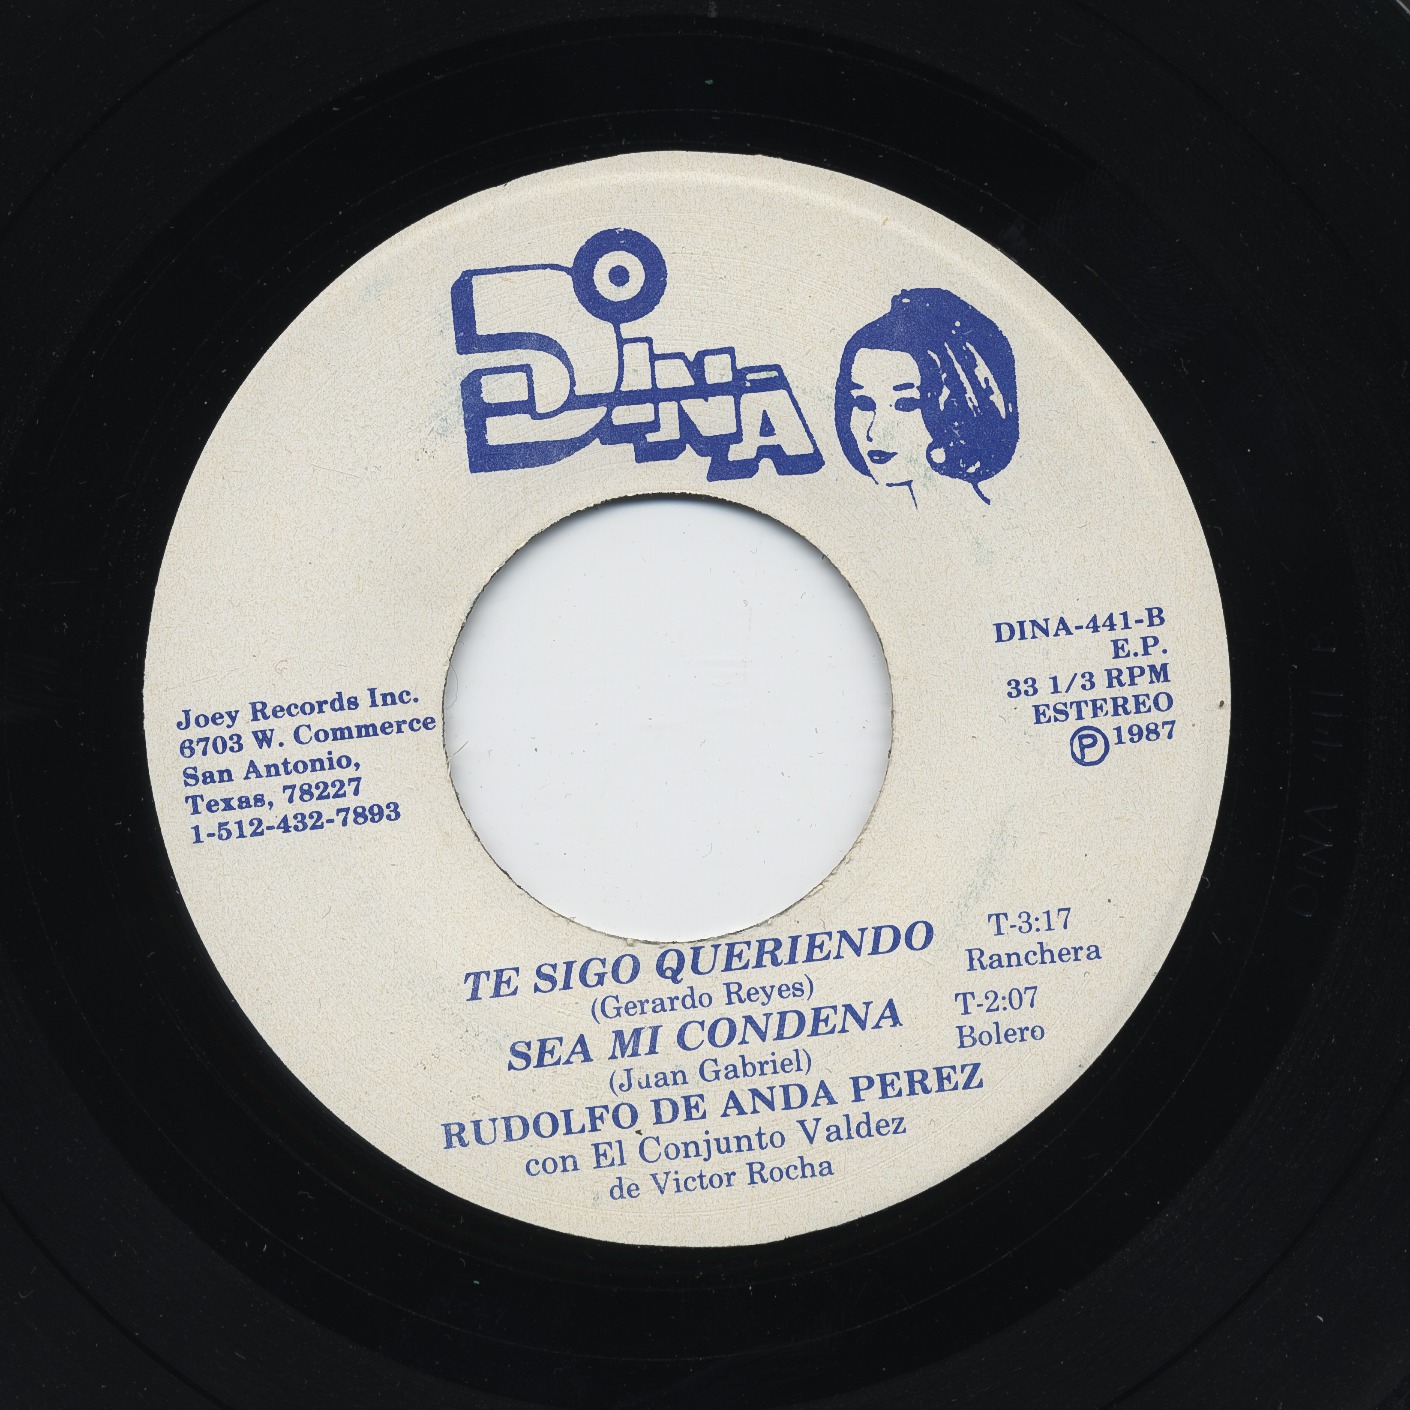 DINA
DINA-441-B
E.P.
33 1/3 RPM
ESTEREO
Ⓟ 1987
Joey Records Inc.
6703 W. Commerce
San Antonio,
Texas, 78227
1-512-432-7893
TE SIGO QUERIENDO T-3:17
(Gerardo Reyes) Ranchera
SEA MI CONDENA T-2:07
(Juan Gabriel) Bolero
RUDOLFO DE ANDA PEREZ
con El Conjunto Valdez
de Victor Rocha